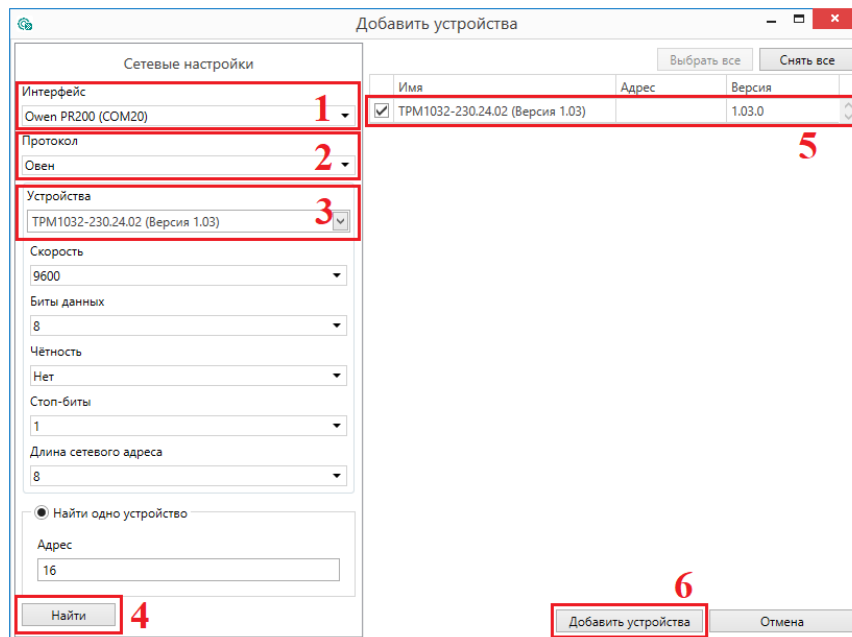 Добавить устройства
Сетевые настройки
Интерфейс
Owen PR200 (COM20)
1
Протокол
Овен
2
Устройства
ТРМ1032-230.24.02 (Версия 1.03)
3
Скорость
9600
Биты данных
8
Чётность
Нет
Стоп-биты
1
Длина сетевого адреса
8
Найти одно устройство
Адрес
16
Найти
4
Выбрать все
Снять все
Имя Адрес Версия
ТРМ1032-230.24.02 (Версия 1.03) 1.03.0
5
6
Добавить устройства
Отмена